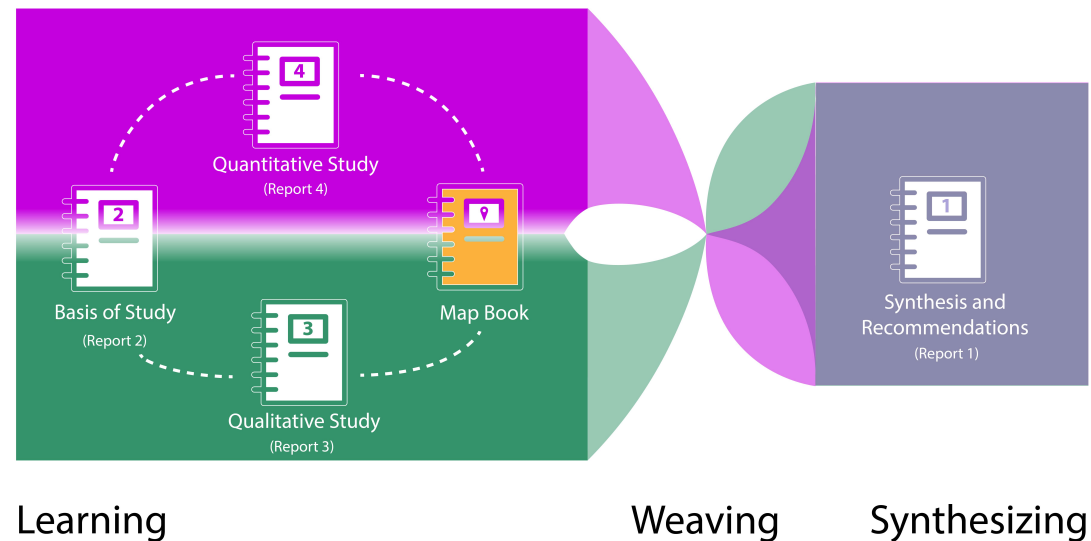 4
Quantitative Study
(Report 4)
2
Basis of Study
(Report 2)
Map Book
3
Qualitative Study
(Report 3)
1
Synthesis and
Recommendations
(Report 1)
Learning
Weaving
Synthesizing